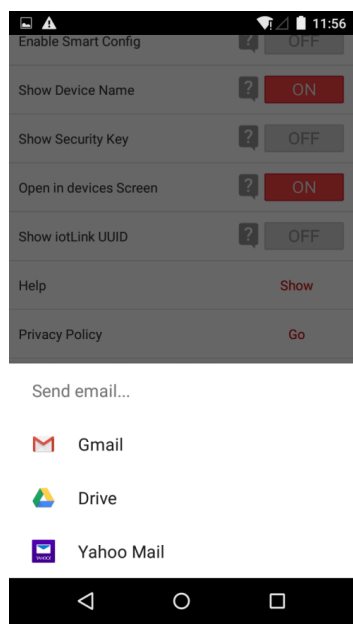 11:56
Enable Smart Config ? OFF
Show Device Name ? ON
Show Security Key ? OFF
Open in devices Screen ? ON
Show iotLink UUID ? OFF
Help Show
Privacy Policy Go
Send email...
Gmail
Drive
YAHOO! Yahoo Mail